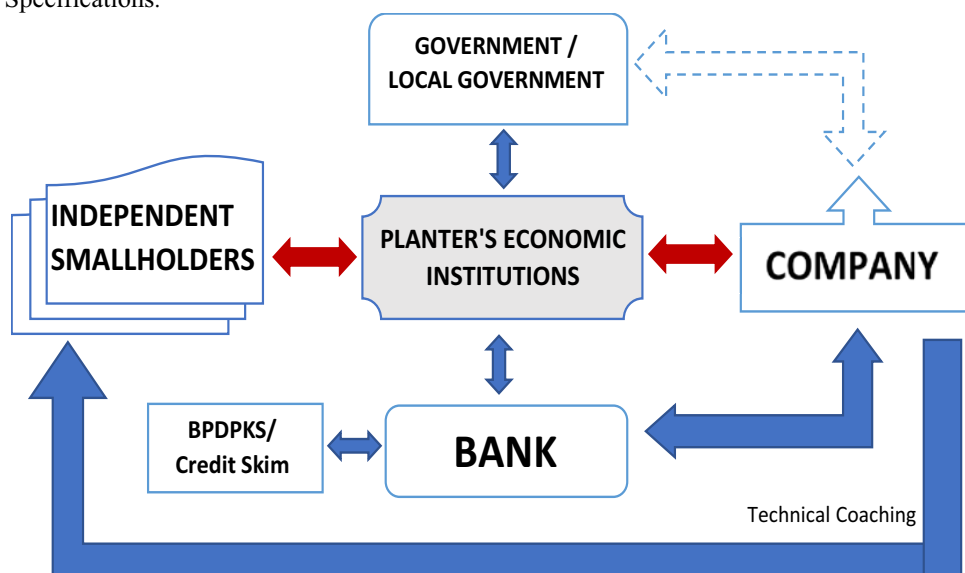 Specifications.
GOVERNMENT /
LOCAL GOVERNMENT
INDEPENDENT
SMALLHOLDERS
PLANTER'S ECONOMIC
INSTITUTIONS
COMPANY
BPDPKS/
Credit Skim
BANK
Technical Coaching